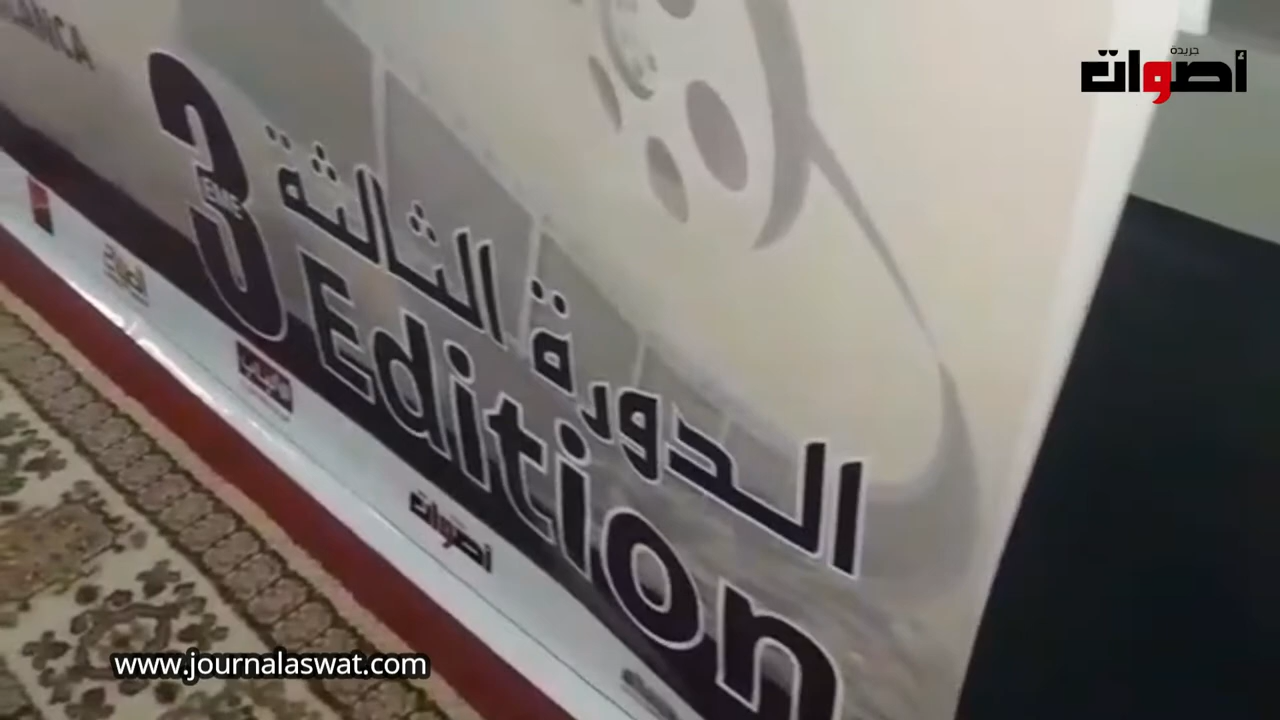 جريدة
أصوات
الدورة الثالثة
3 EME Edition
أصوات
www.journalaswat.com